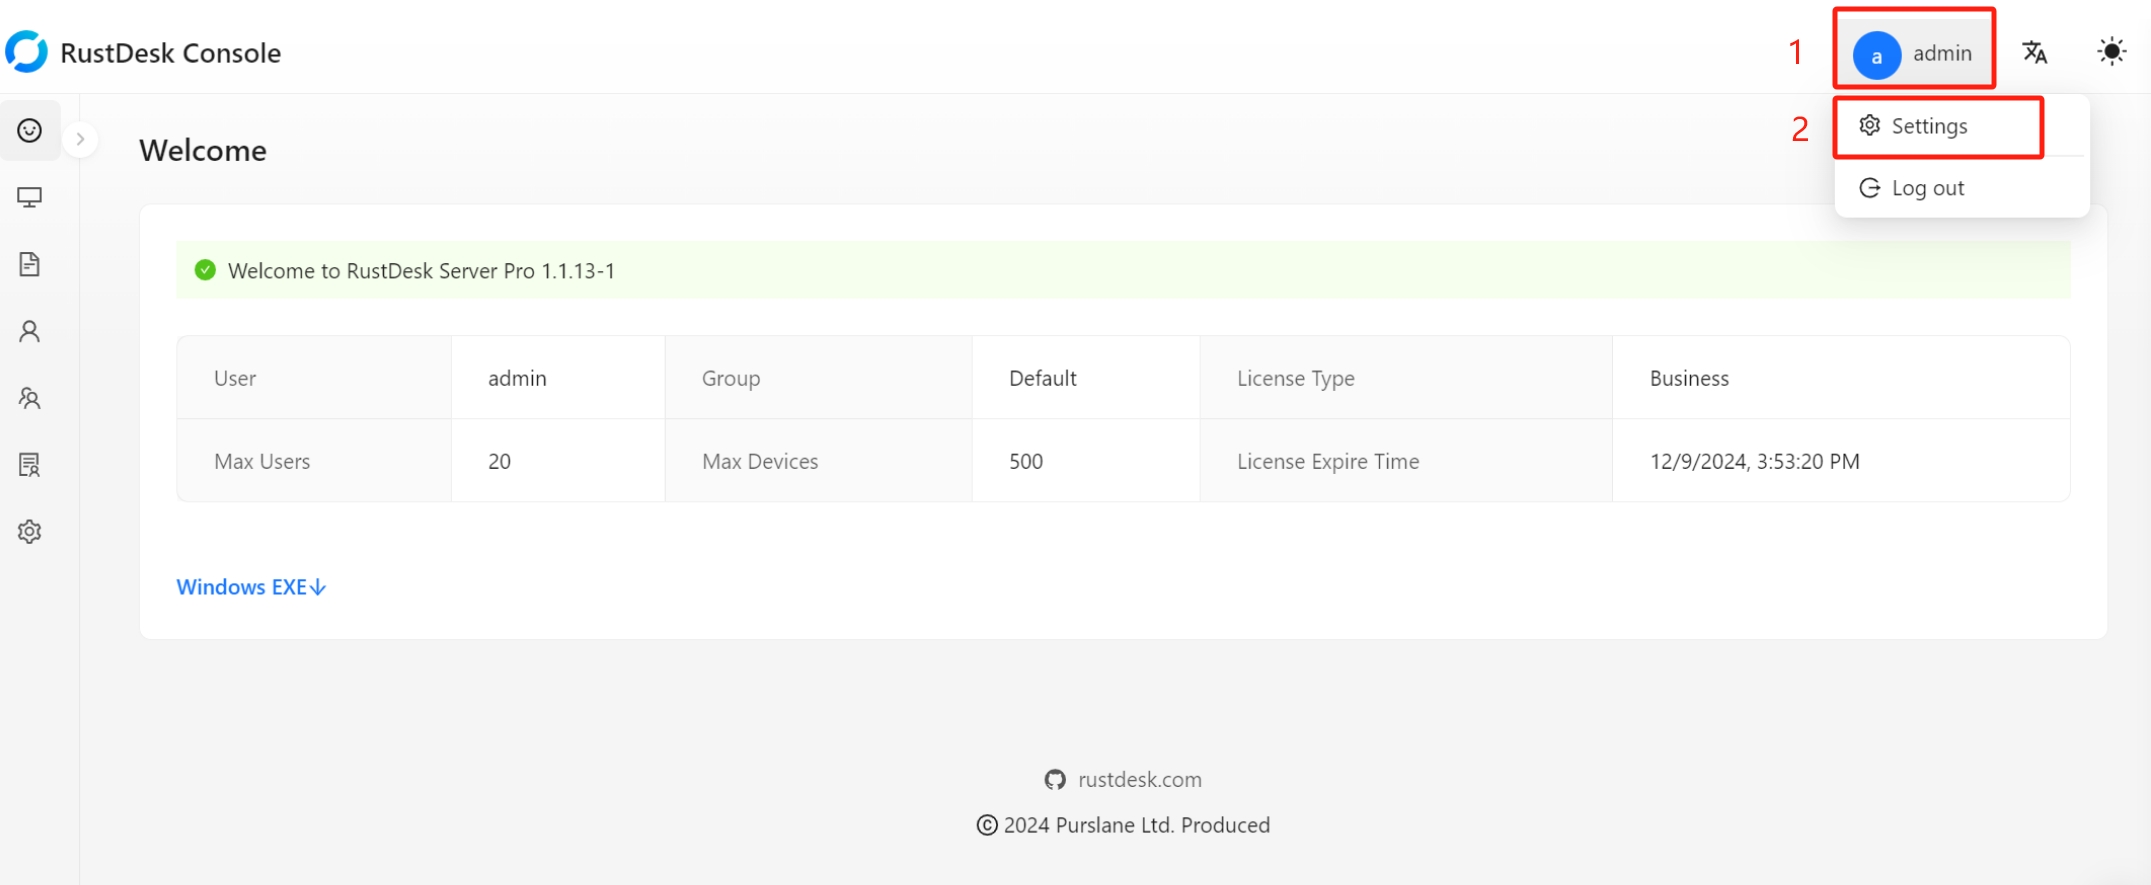 RustDesk Console
1
a admin
2
Settings
Log out
Welcome
Welcome to RustDesk Server Pro 1.1.13-1
User admin Group Default License Type Business
Max Users 20 Max Devices 500 License Expire Time 12/9/2024, 3:53:20 PM
Windows EXE↓
rustdesk.com
© 2024 Purslane Ltd. Produced